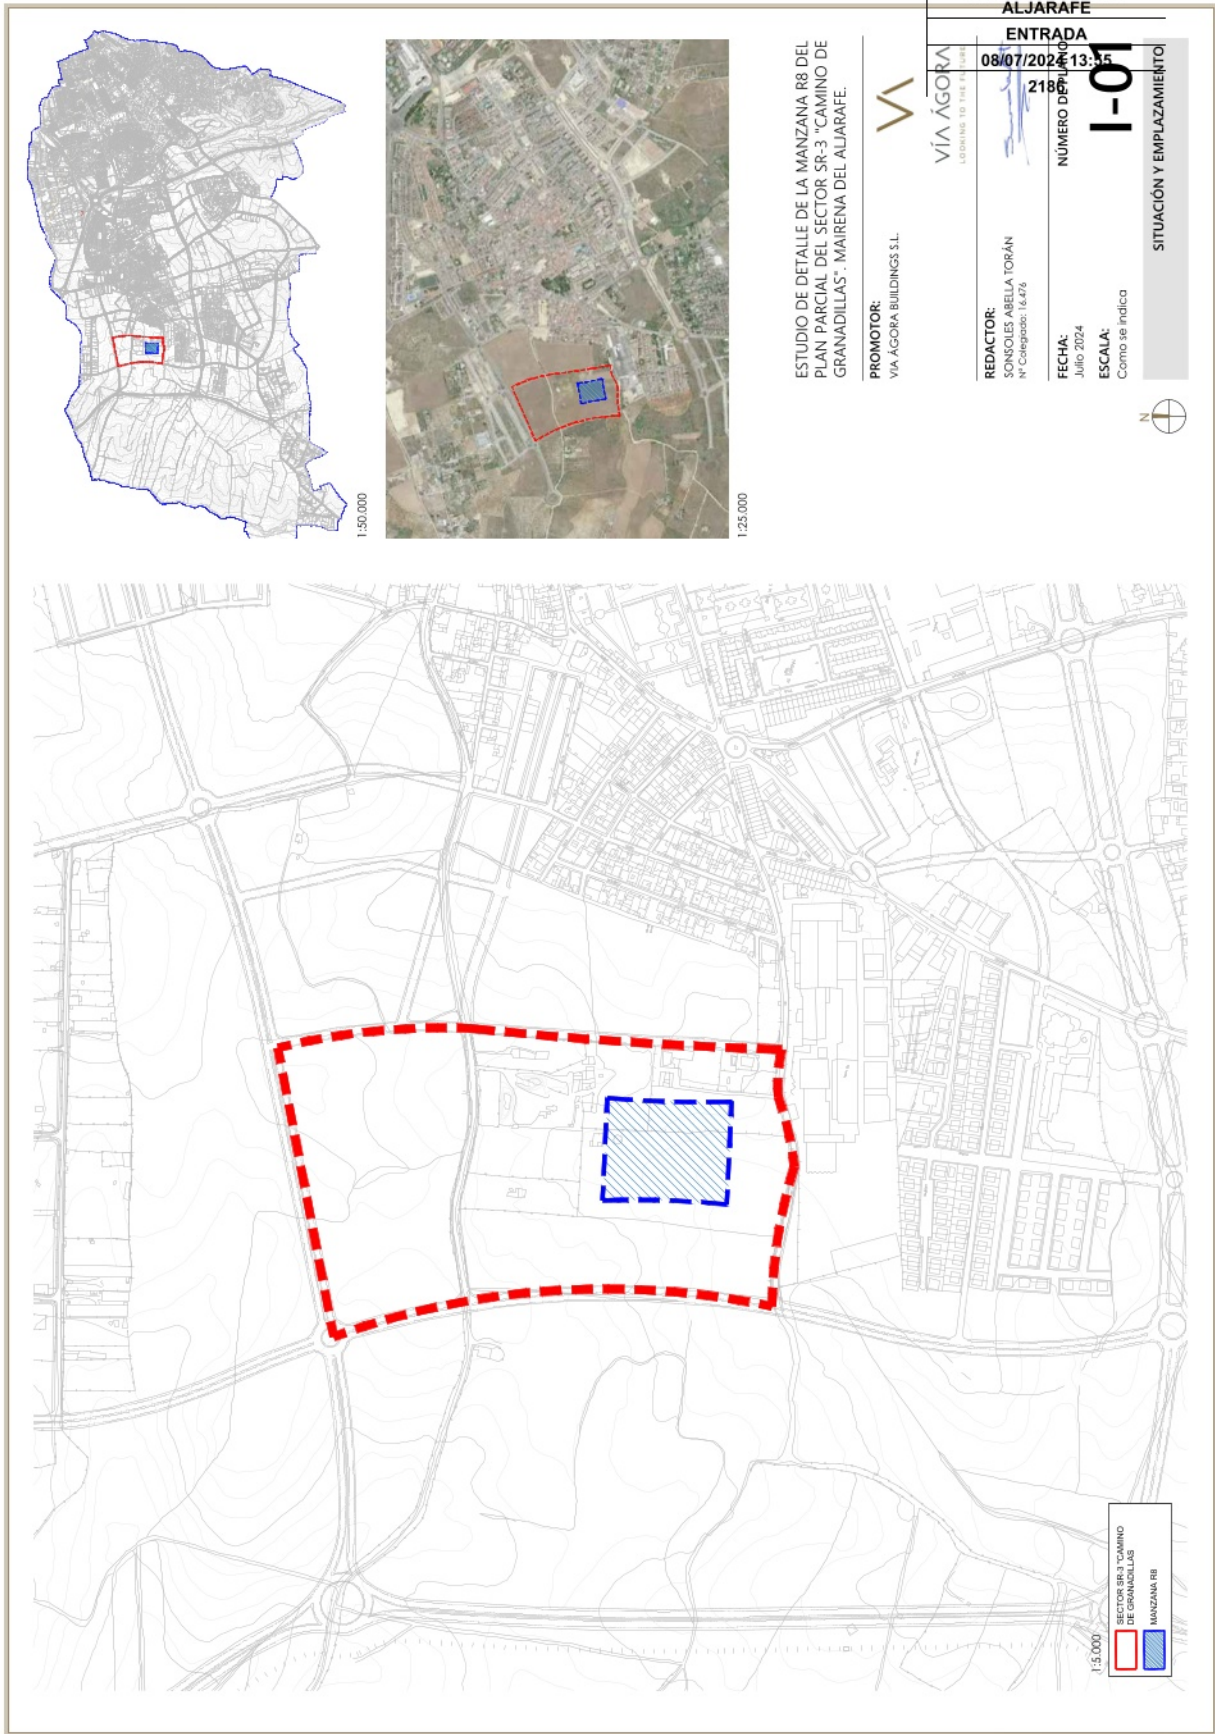 ALJARAFE
ENTRADA
08/07/2024 13:55
2186
ESTUDIO DE DETALLE DE LA MANZANA R8 DEL
PLAN PARCIAL DEL SECTOR SR-3 "CAMINO DE
GRANADILLAS". MAIRENA DEL ALJARAFE.
PROMOTOR:
VIA ÁGORA BUILDINGS S.L.
VÍA ÁGORA
LOOKING TO THE FUTURE
REDACTOR:
SONSOLES ABELLA TORÁN
Nº Colegiado: 16.476
FECHA:
Julio 2024
NÚMERO DE PLANO
ESCALA:
Como se indica
I-01
SITUACIÓN Y EMPLAZAMIENTO
N
1:50.000
1:25.000
1:5.000
SECTOR SR-3 "CAMINO
DE GRANADILLAS
MANZANA R8